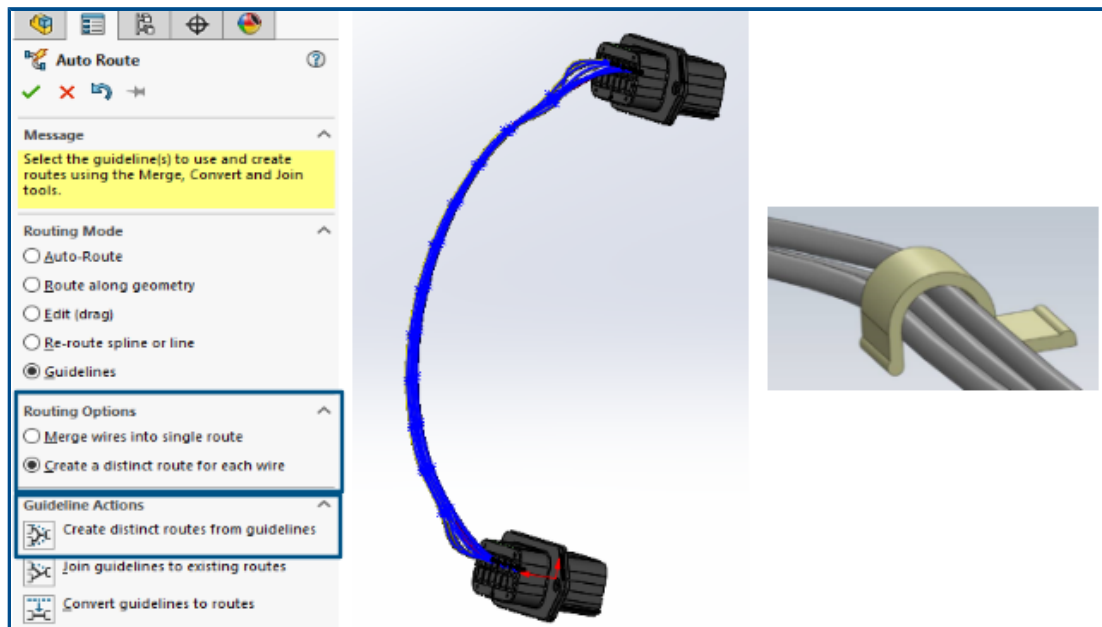 Auto Route
Message
Select the guideline(s) to use and create
routes using the Merge, Convert and Join
tools.
Routing Mode
Auto-Route
Route along geometry
Edit (drag)
Re-route spline or line
Guidelines
Routing Options
Merge wires into single route
Create a distinct route for each wire
Guideline Actions
Create distinct routes from guidelines
Join guidelines to existing routes
Convert guidelines to routes